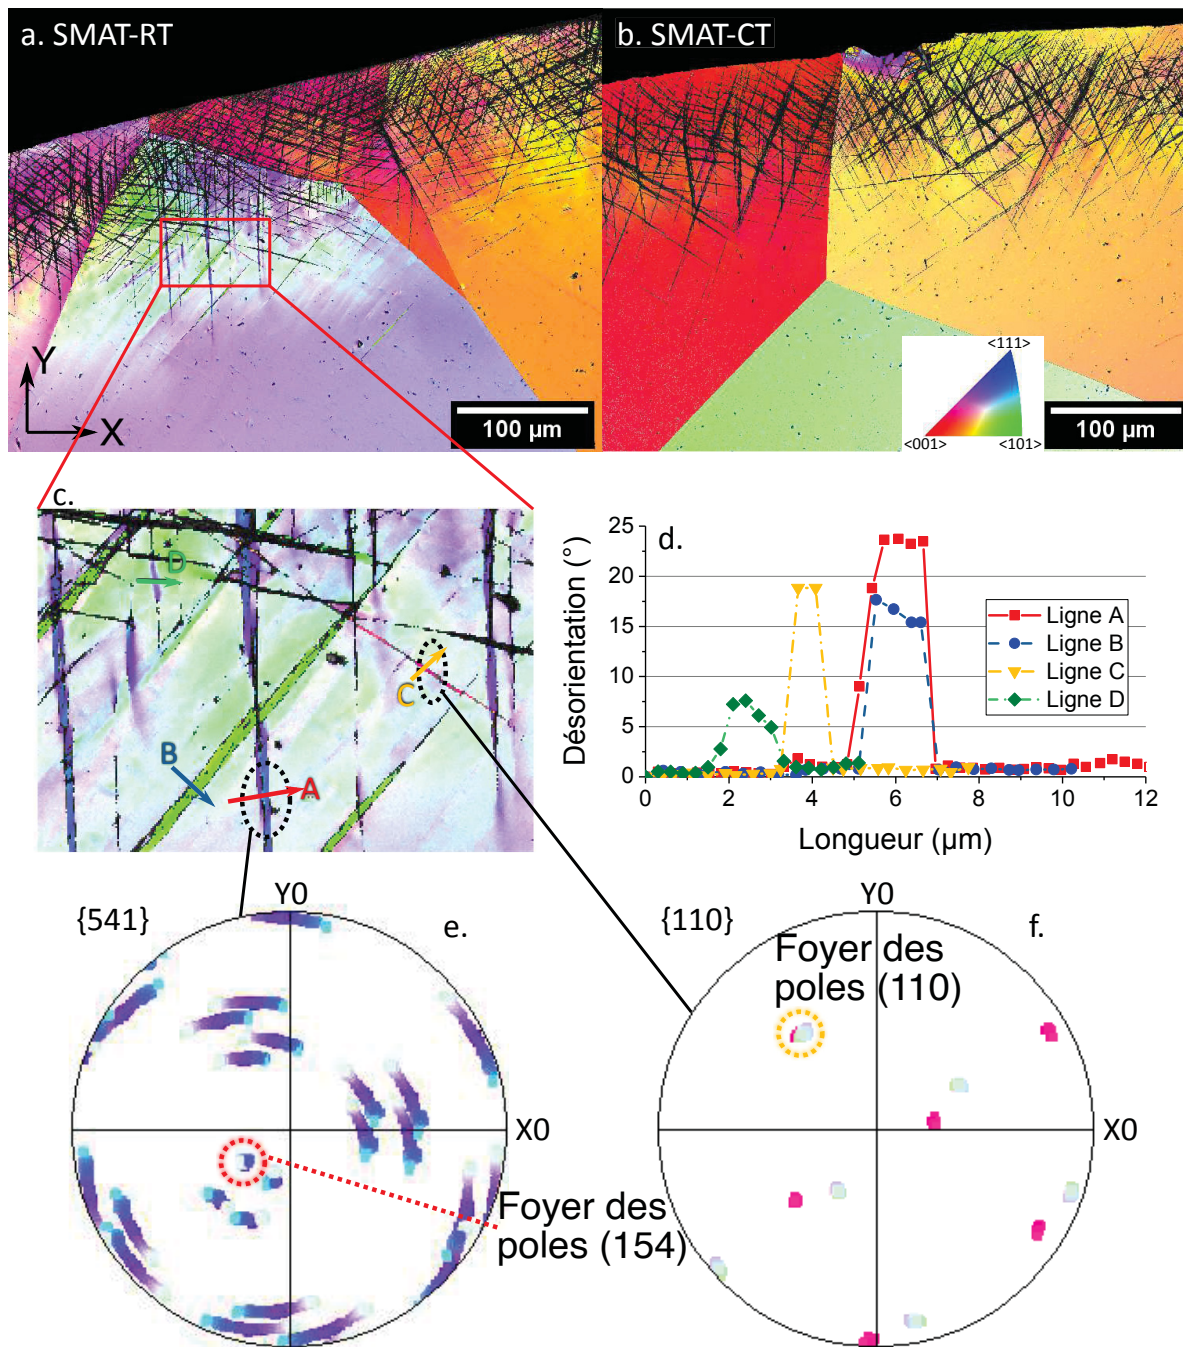 a. SMAT-RT
b. SMAT-CT
Y
X
100 µm
<111>
<001>
<101>
100 µm
c.
D
C
B
A
d.
Désorientation (°)
25
20
15
10
5
0
0
2
4
6
8
10
12
Longueur (µm)
Ligne A
Ligne B
Ligne C
Ligne D
{541}
Y0
e.
X0
Foyer des
poles (154)
{110}
Y0
f.
Foyer des
poles (110)
X0